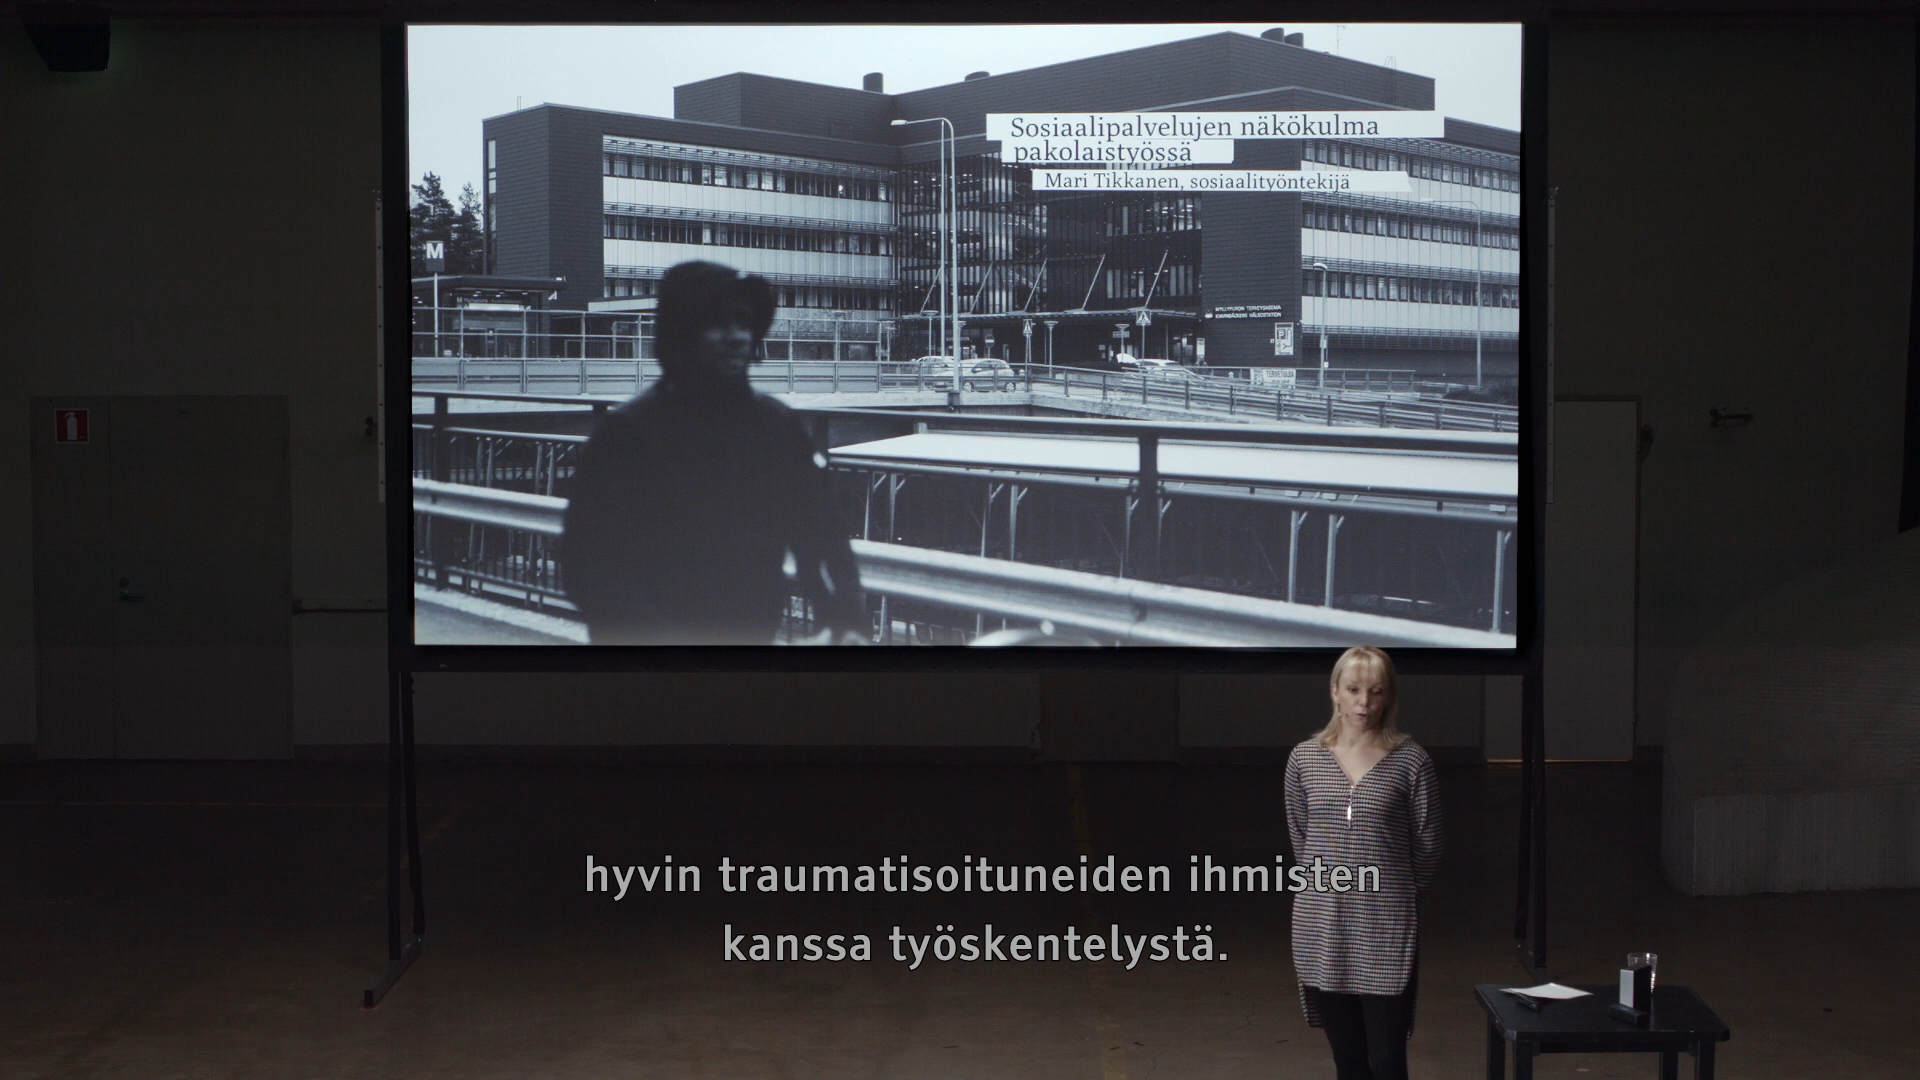 Sosiaalipalvelujen näkökulma
pakolaistyössä
Mari Tikkanen, sosiaalityöntekijä
M
hyvin traumatisoituneiden ihmisten
kanssa työskentelystä.